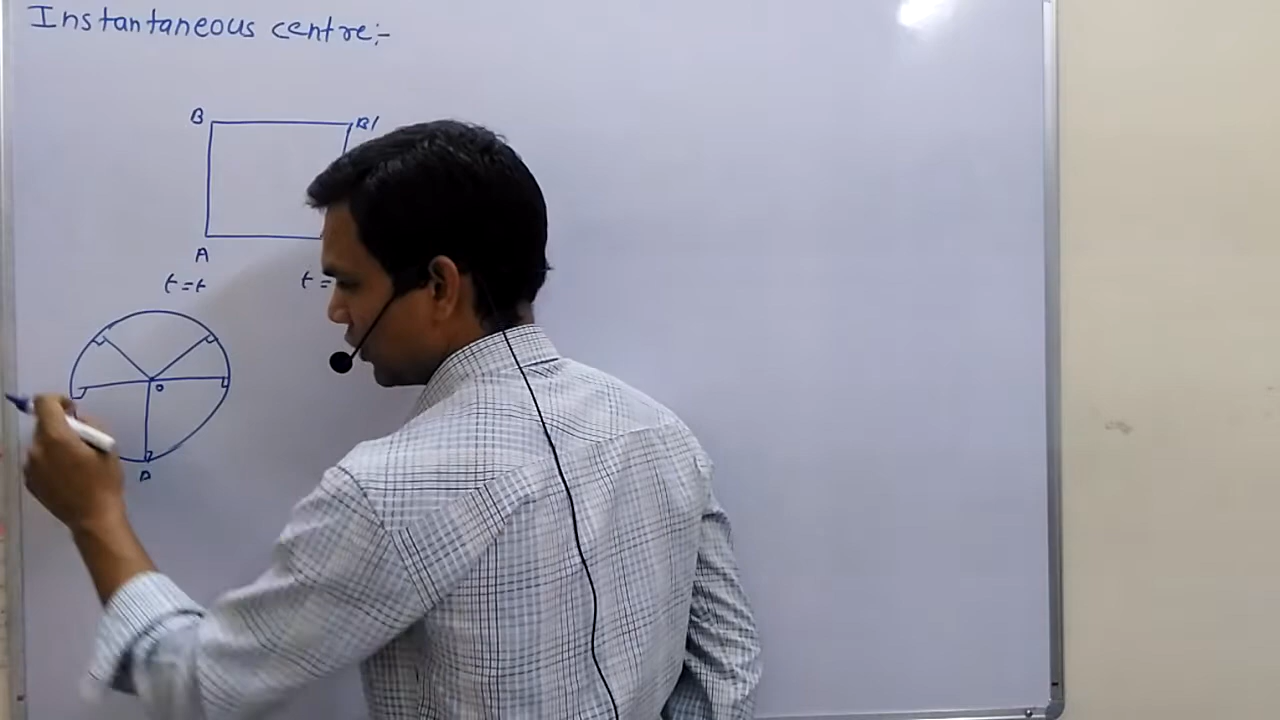 Instantaneous centre:-
B B'
A
t=t t=
o
A